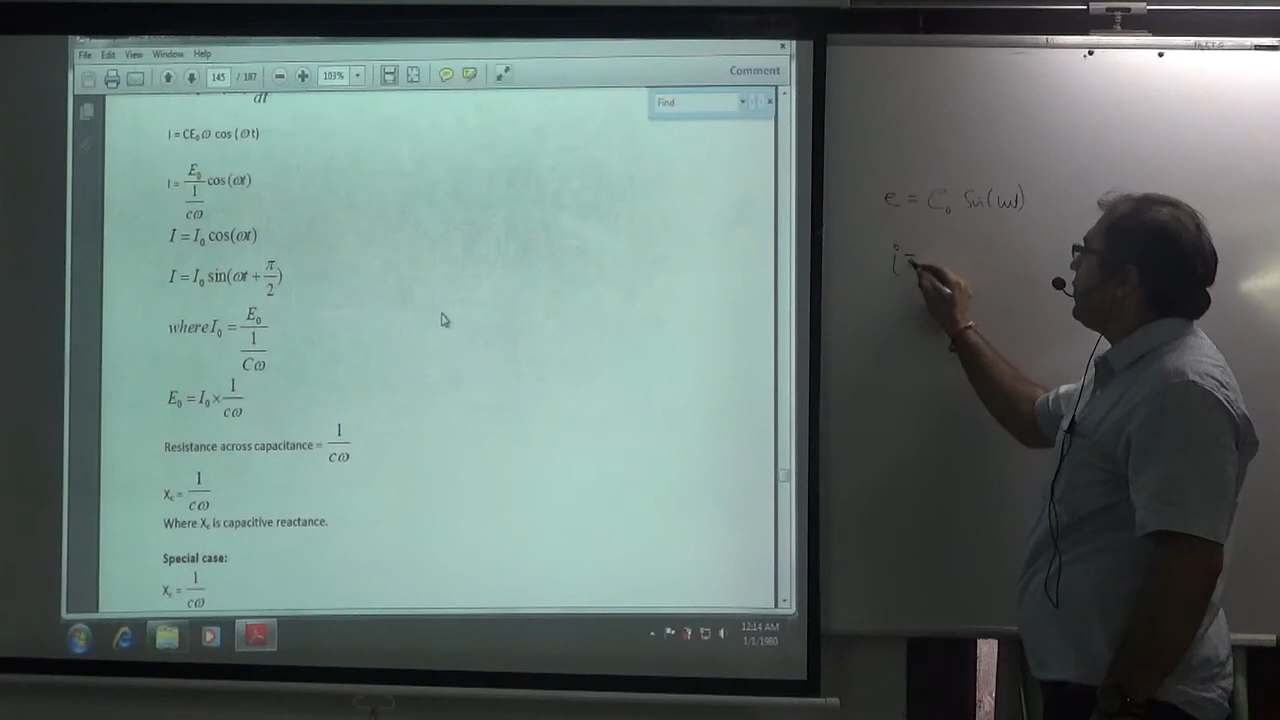 File Edit View Window Help
145 / 187 103% Comment
Find
dt
I = CE₀ω cos (ωt)
I = E₀/(1/cω) cos(ωt)
I = I₀ cos(ωt)
I = I₀ sin(ωt + π/2)
where I₀ = E₀/(1/Cω)
E₀ = I₀ × 1/cω
Resistance across capacitance = 1/cω
X꜀ = 1/cω
Where X꜀ is capacitive reactance.
Special case:
X꜀ = 1/cω
12:14 AM
1/1/1980
e = C₀ Sin(ωt)
i =